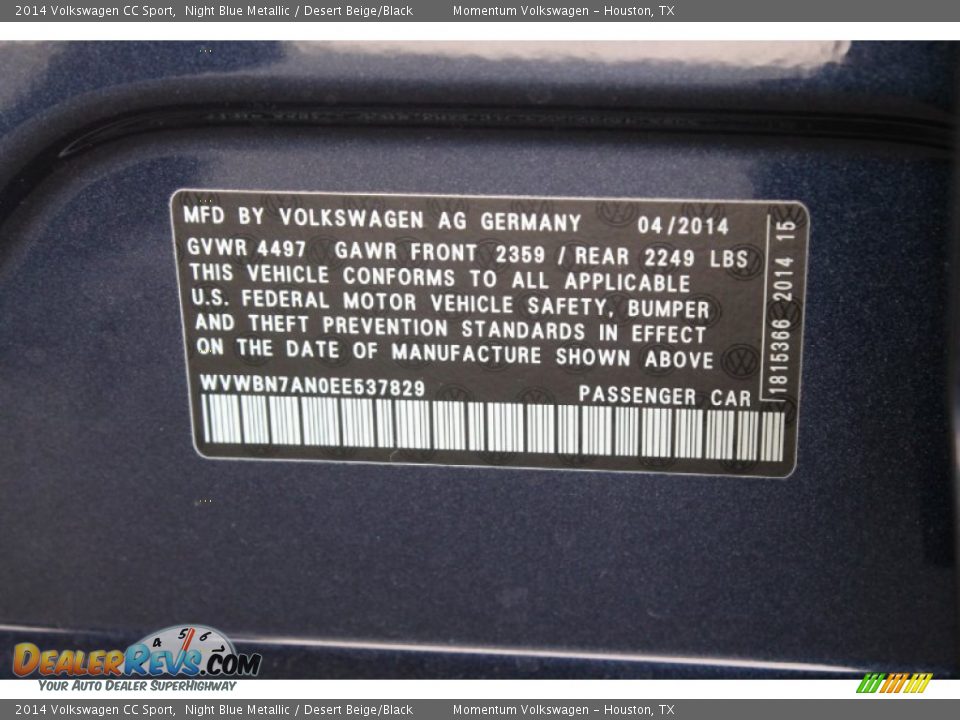 2014 Volkswagen CC Sport, Night Blue Metallic / Desert Beige/Black Momentum Volkswagen - Houston, TX
MFD BY VOLKSWAGEN AG GERMANY 04/2014
GVWR 4497 GAWR FRONT 2359 / REAR 2249 LBS
THIS VEHICLE CONFORMS TO ALL APPLICABLE
U.S. FEDERAL MOTOR VEHICLE SAFETY, BUMPER
AND THEFT PREVENTION STANDARDS IN EFFECT
ON THE DATE OF MANUFACTURE SHOWN ABOVE
WVWBN7AN0EE537829 PASSENGER CAR
1815366 2014 15
4 5 6
DEALERREVS.COM
YOUR AUTO DEALER SUPERHIGHWAY
2014 Volkswagen CC Sport, Night Blue Metallic / Desert Beige/Black Momentum Volkswagen - Houston, TX